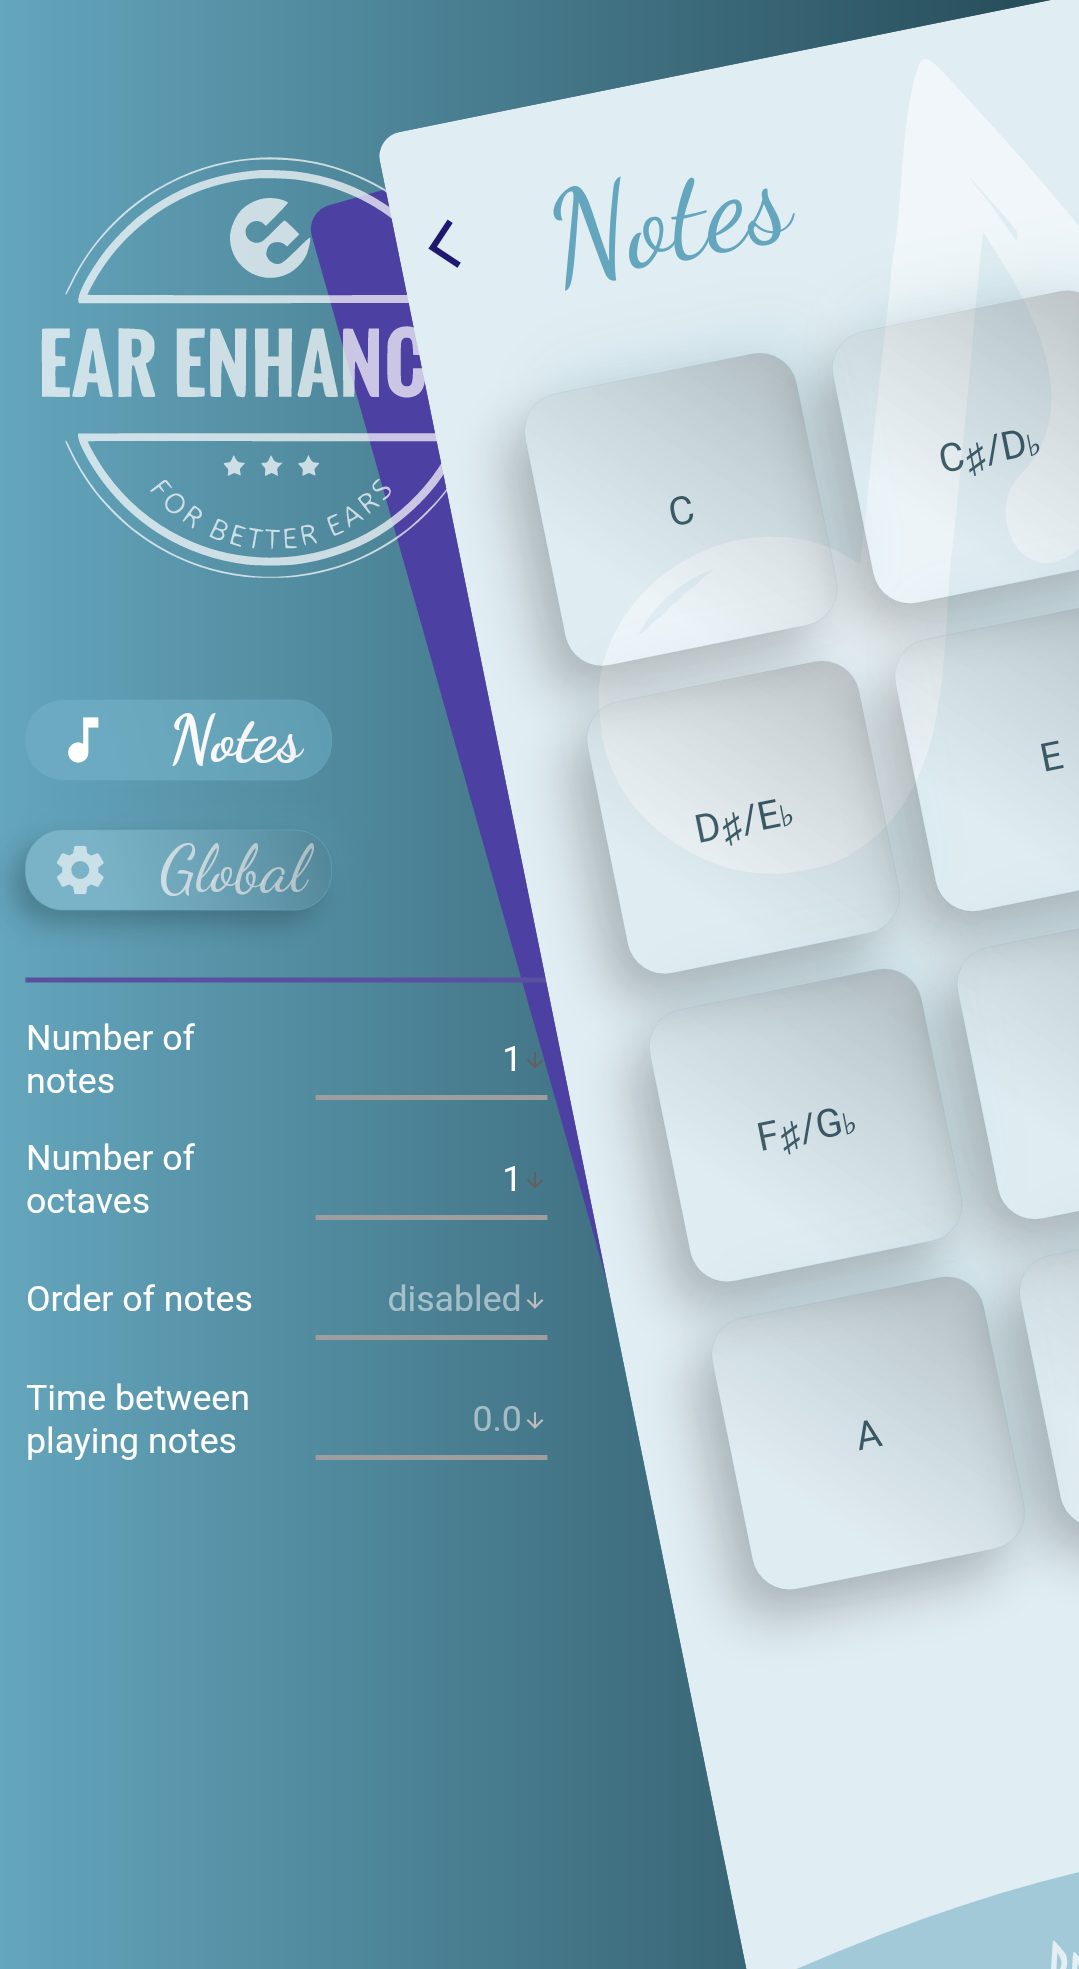 EAR ENHANC
FOR BETTER EARS
Notes
Global
Number of
notes
1
Number of
octaves
1
Order of notes
disabled
Time between
playing notes
0.0
Notes
C
C♯/D♭
D♯/E♭
E
F♯/G♭
A